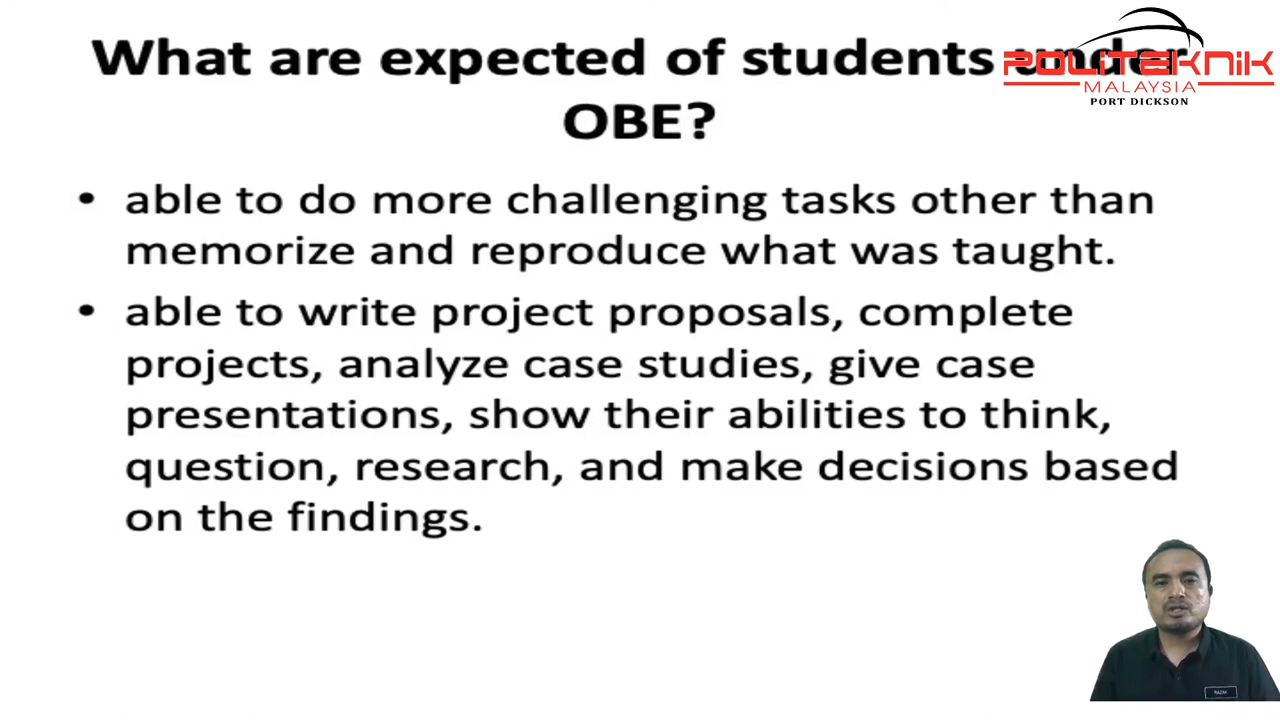 What are expected of students under
OBE?
POLITEKNIK
MALAYSIA
PORT DICKSON
• able to do more challenging tasks other than
memorize and reproduce what was taught.
• able to write project proposals, complete
projects, analyze case studies, give case
presentations, show their abilities to think,
question, research, and make decisions based
on the findings.
RAZAK